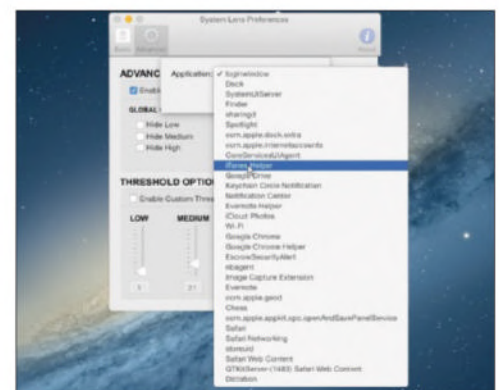 System Lens Preferences
Basic Advanced About
ADVANC
Application:
✓ loginwindow
Dock
SystemUIServer
Finder
sharingd
Spotlight
com.apple.dock.extra
com.apple.internetaccounts
CoreServicesUIAgent
iTunes Helper
Google Drive
Keychain Circle Notification
Notification Center
Evernote Helper
iCloud Photos
Wi-Fi
Google Chrome
Google Chrome Helper
EscrowSecurityAlert
nbagent
Image Capture Extension
Evernote
com.apple.geod
Chess
com.apple.appkit.xpc.openAndSavePanelService
Safari
Safari Networking
storeuid
Safari Web Content
QTKitServer-(1483) Safari Web Content
Dictation
Enabl
GLOBAL
Hide Low
Hide Medium
Hide High
THRESHOLD OPTIO
Enable Custom Thres
LOW MEDIUM
21